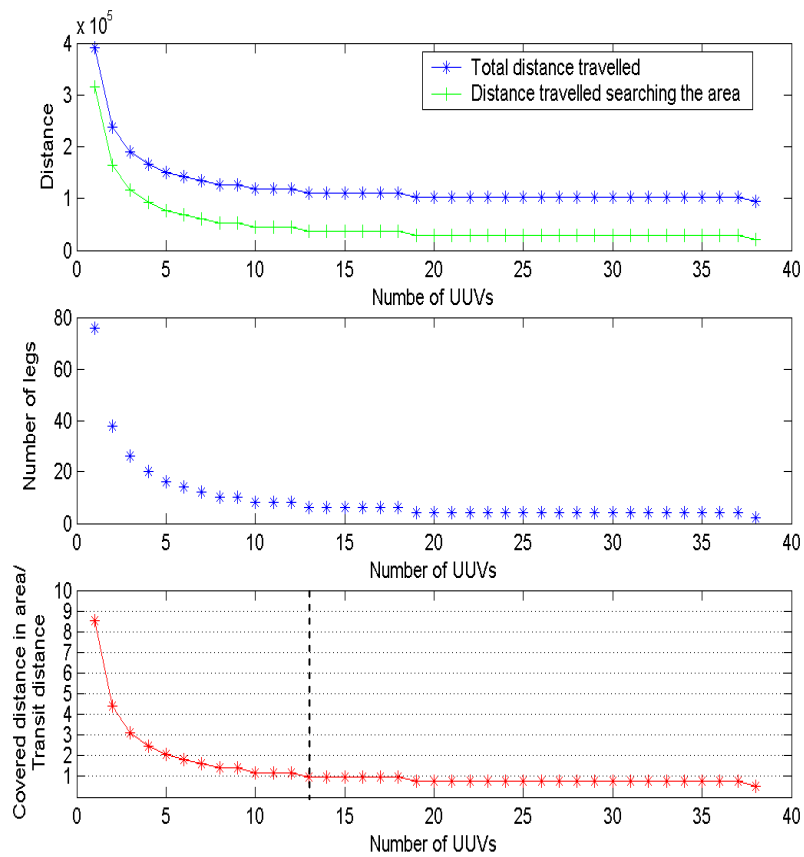 x 10^5
4
3
2
1
0
Distance
Total distance travelled
Distance travelled searching the area
0 5 10 15 20 25 30 35 40
Numbe of UUVs
80
60
40
20
0
Number of legs
0 5 10 15 20 25 30 35 40
Number of UUVs
10
9
8
7
6
5
4
3
2
1
Covered distance in area/
Transit distance
0 5 10 15 20 25 30 35 40
Number of UUVs